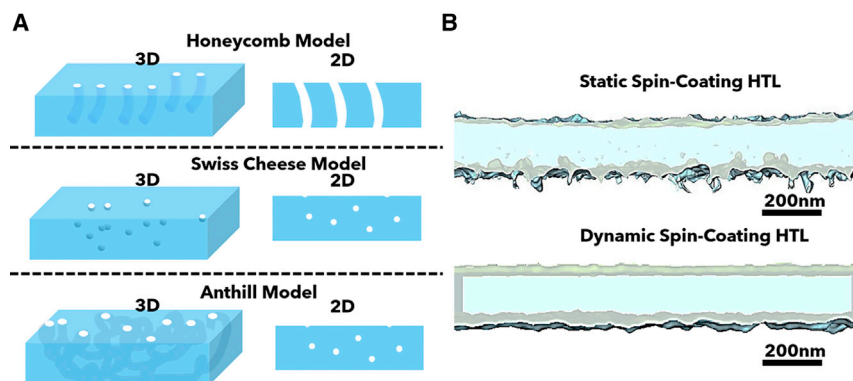 A
Honeycomb Model
3D
2D
Swiss Cheese Model
3D
2D
Anthill Model
3D
2D
B
Static Spin-Coating HTL
200nm
Dynamic Spin-Coating HTL
200nm